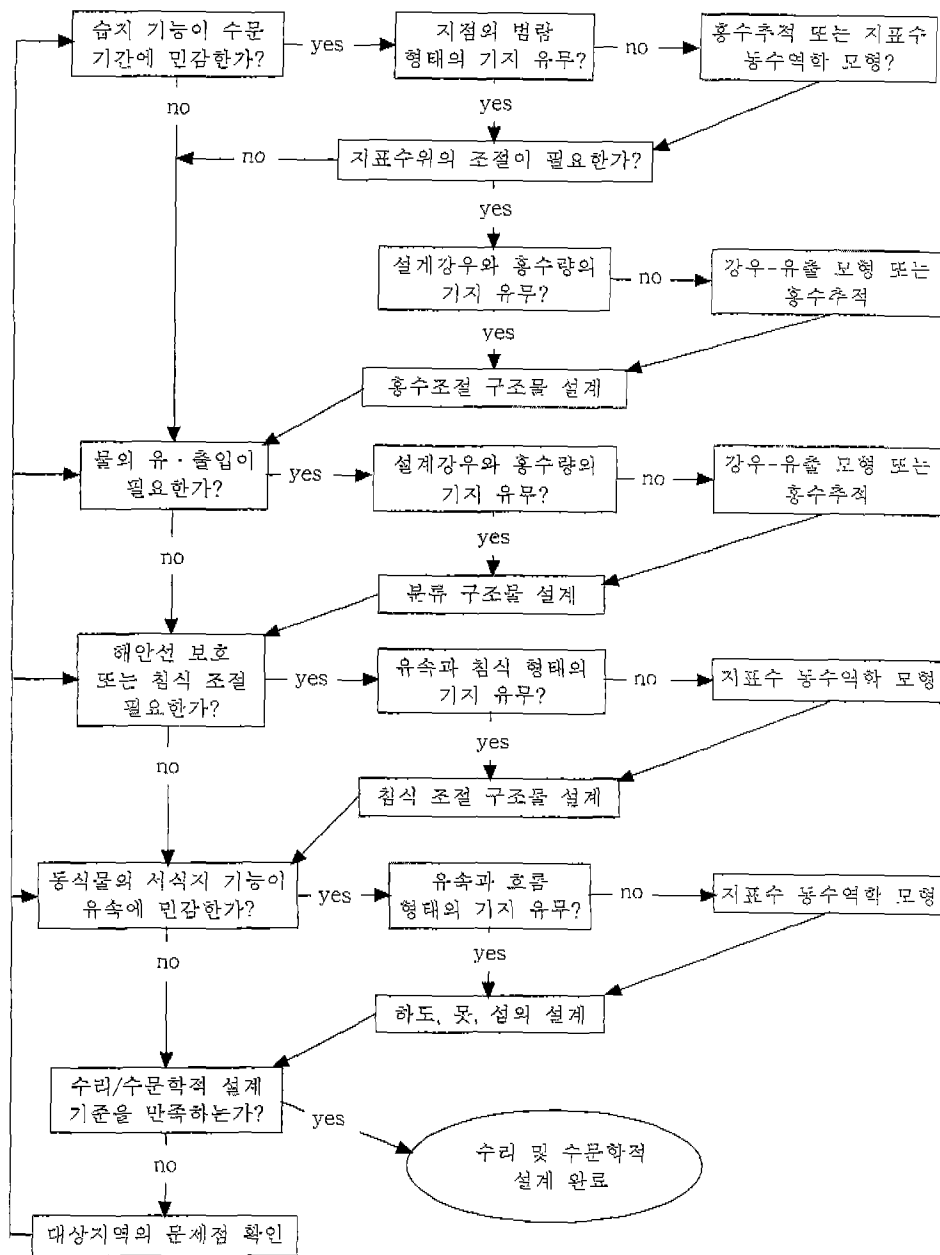 습지 기능이 수문
기간에 민감한가?
yes
지점의 범람
형태의 기지 유무?
no
홍수추적 또는 지표수
동수역학 모형?
no
yes
no
지표수위의 조절이 필요한가?
yes
설계강우와 홍수량의
기지 유무?
no
강우-유출 모형 또는
홍수추적
yes
홍수조절 구조물 설계
물의 유·출입이
필요한가?
yes
설계강우와 홍수량의
기지 유무?
no
강우-유출 모형 또는
홍수추적
no
yes
분류 구조물 설계
해안선 보호
또는 침식 조절
필요한가?
yes
유속과 침식 형태의
기지 유무?
no
지표수 동수역학 모형
no
yes
침식 조절 구조물 설계
동식물의 서식지 기능이
유속에 민감한가?
yes
유속과 흐름
형태의 기지 유무?
no
지표수 동수역학 모형
no
yes
하도, 못, 섬의 설계
수리/수문학적 설계
기준을 만족하는가?
yes
수리 및 수문학적
설계 완료
no
대상지역의 문제점 확인